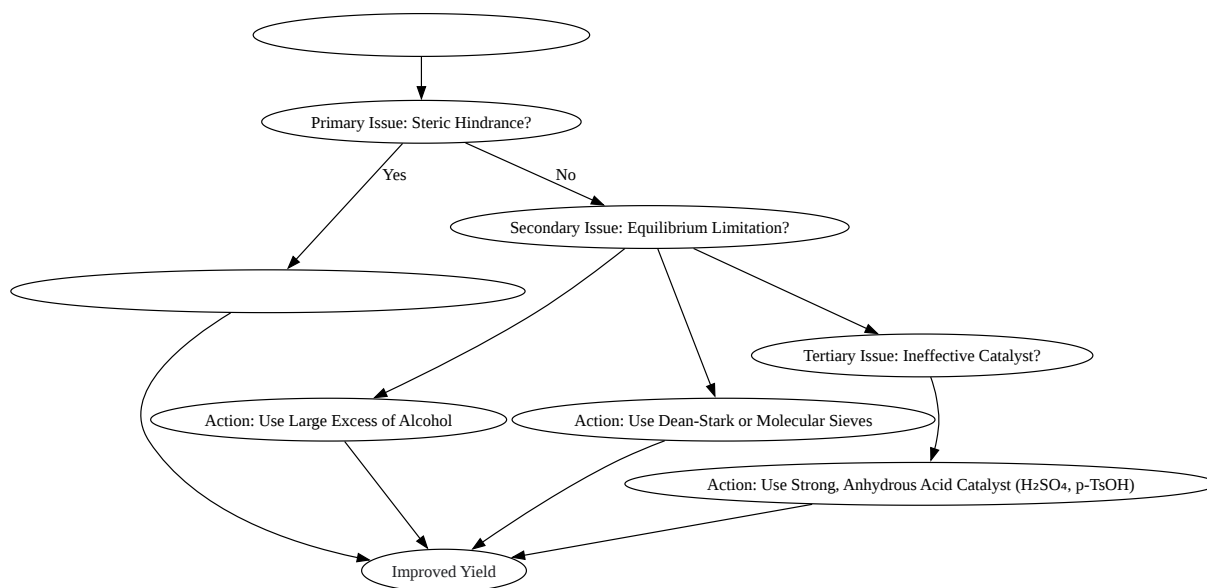 Primary Issue: Steric Hindrance?
Yes
No
Secondary Issue: Equilibrium Limitation?
Tertiary Issue: Ineffective Catalyst?
Action: Use Large Excess of Alcohol
Action: Use Dean-Stark or Molecular Sieves
Action: Use Strong, Anhydrous Acid Catalyst (H₂SO₄, p-TsOH)
Improved Yield